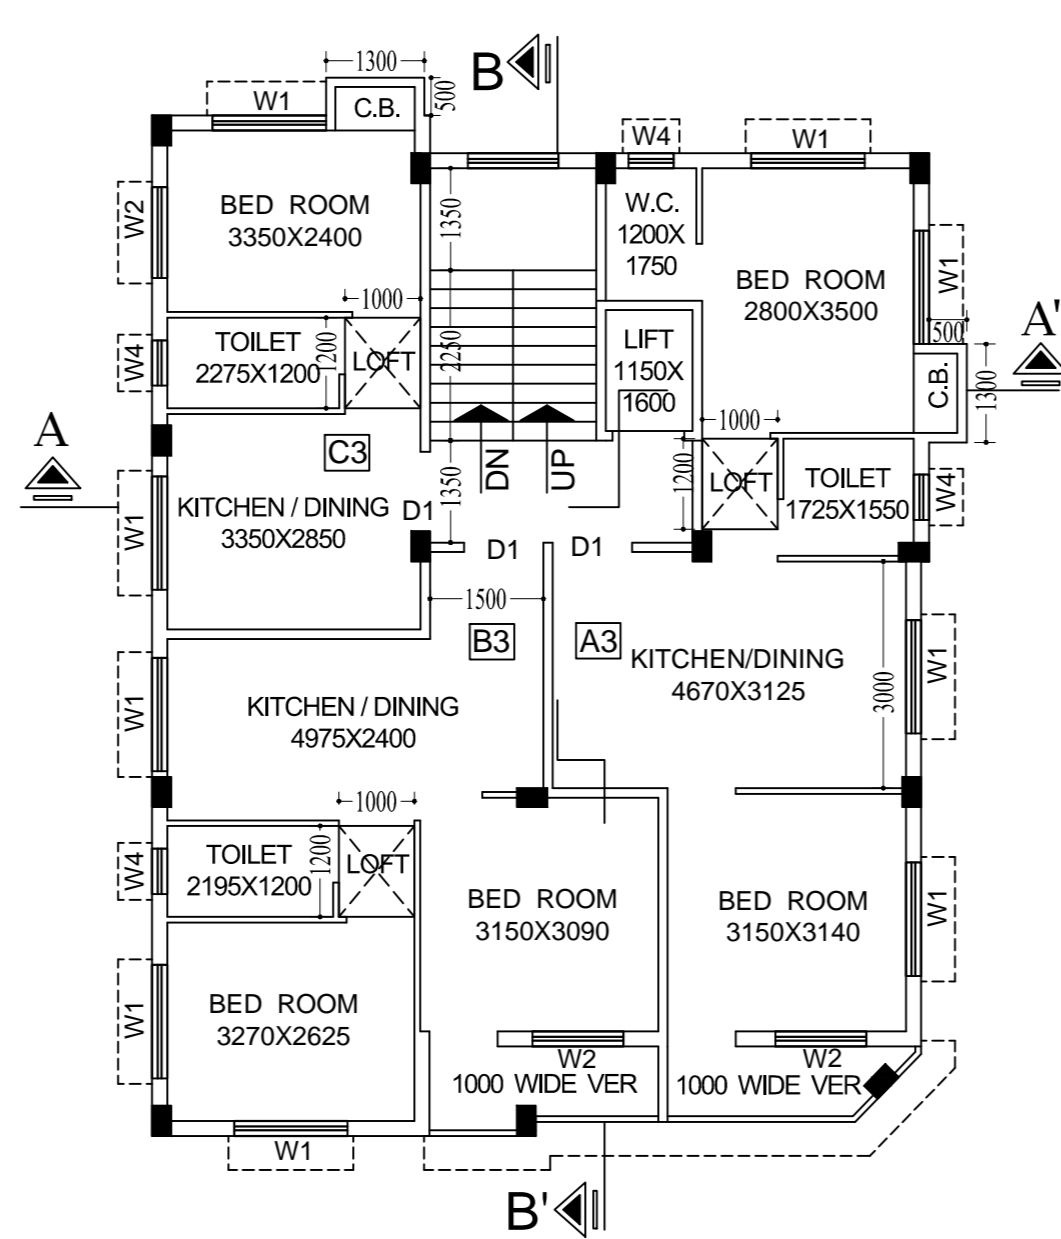 1300
B
W1
C.B.
500
W4
W1
BED ROOM
3350X2400
W2
1350
W.C.
1200X
1750
BED ROOM
2800X3500
W1
1000
500
A'
TOILET
2275X1200
W4
1200
LOFT
2250
LIFT
1150X
1600
C.B.
1300
1000
A
C3
DN
UP
1200
LOFT
TOILET
1725X1550
W4
KITCHEN / DINING
3350X2850
W1
D1
1350
D1
D1
1500
B3
A3
KITCHEN/DINING
4670X3125
3000
W1
KITCHEN / DINING
4975X2400
W1
1000
TOILET
2195X1200
W4
1200
LOFT
BED ROOM
3150X3090
BED ROOM
3150X3140
W1
BED ROOM
3270X2625
W1
W2
1000 WIDE VER
W2
1000 WIDE VER
W1
B'